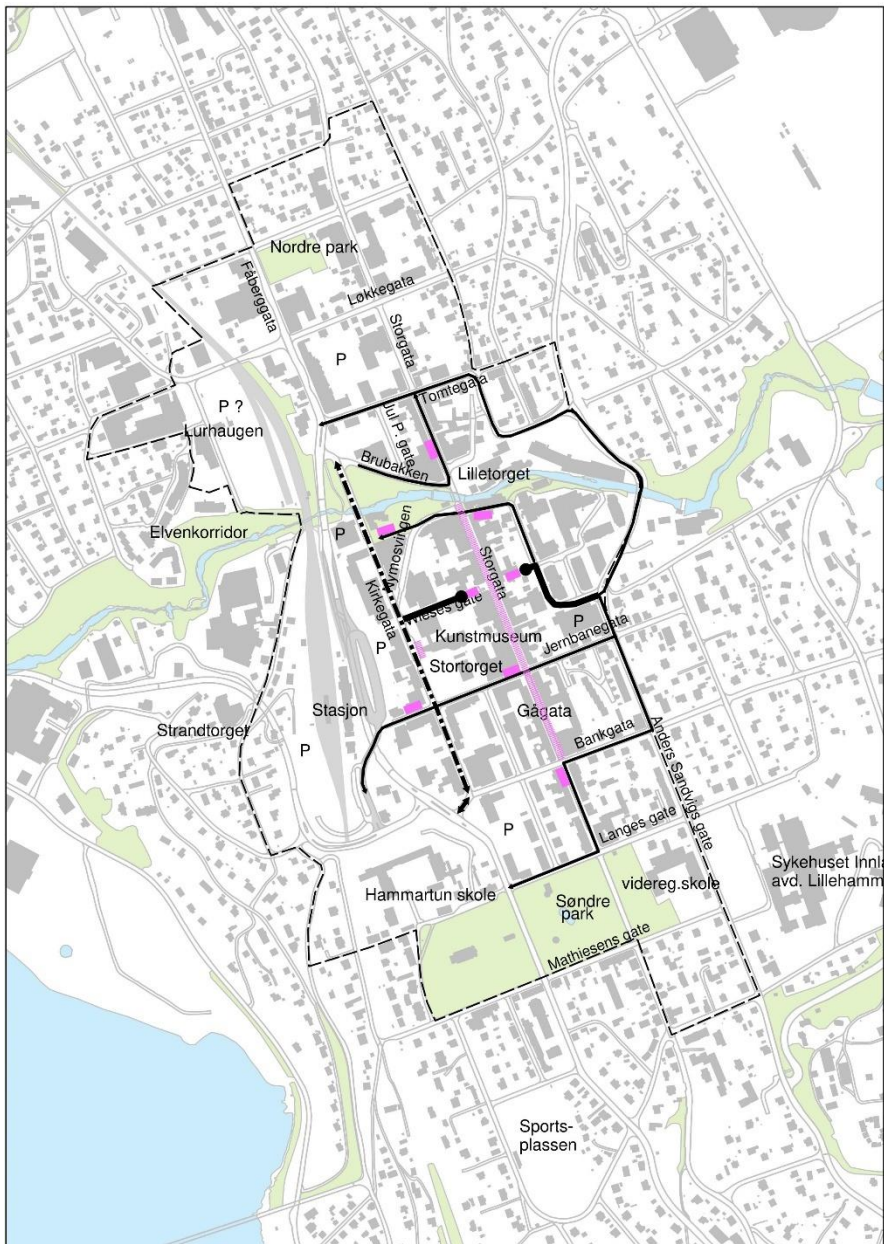 Nordre park
Fåberggata
Løkkegata
Storgata
P
P ?
Lurhaugen
Tomtegata
Jul P. gate
Brubakken
Lilletorget
Elvenkorridor
P
Kirkegata
Storgata
Wieses gate
Kunstmuseum
P
Jernbanegata
P
Stortorget
Stasjon
Gågata
Strandtorget
P
Bankgata
Anders Sandvigs gate
P
Langes gate
Sykehuset Innla
avd. Lillehamm
Hammartun skole
videreg.skole
Søndre
park
Mathiesens gate
Sports-
plassen